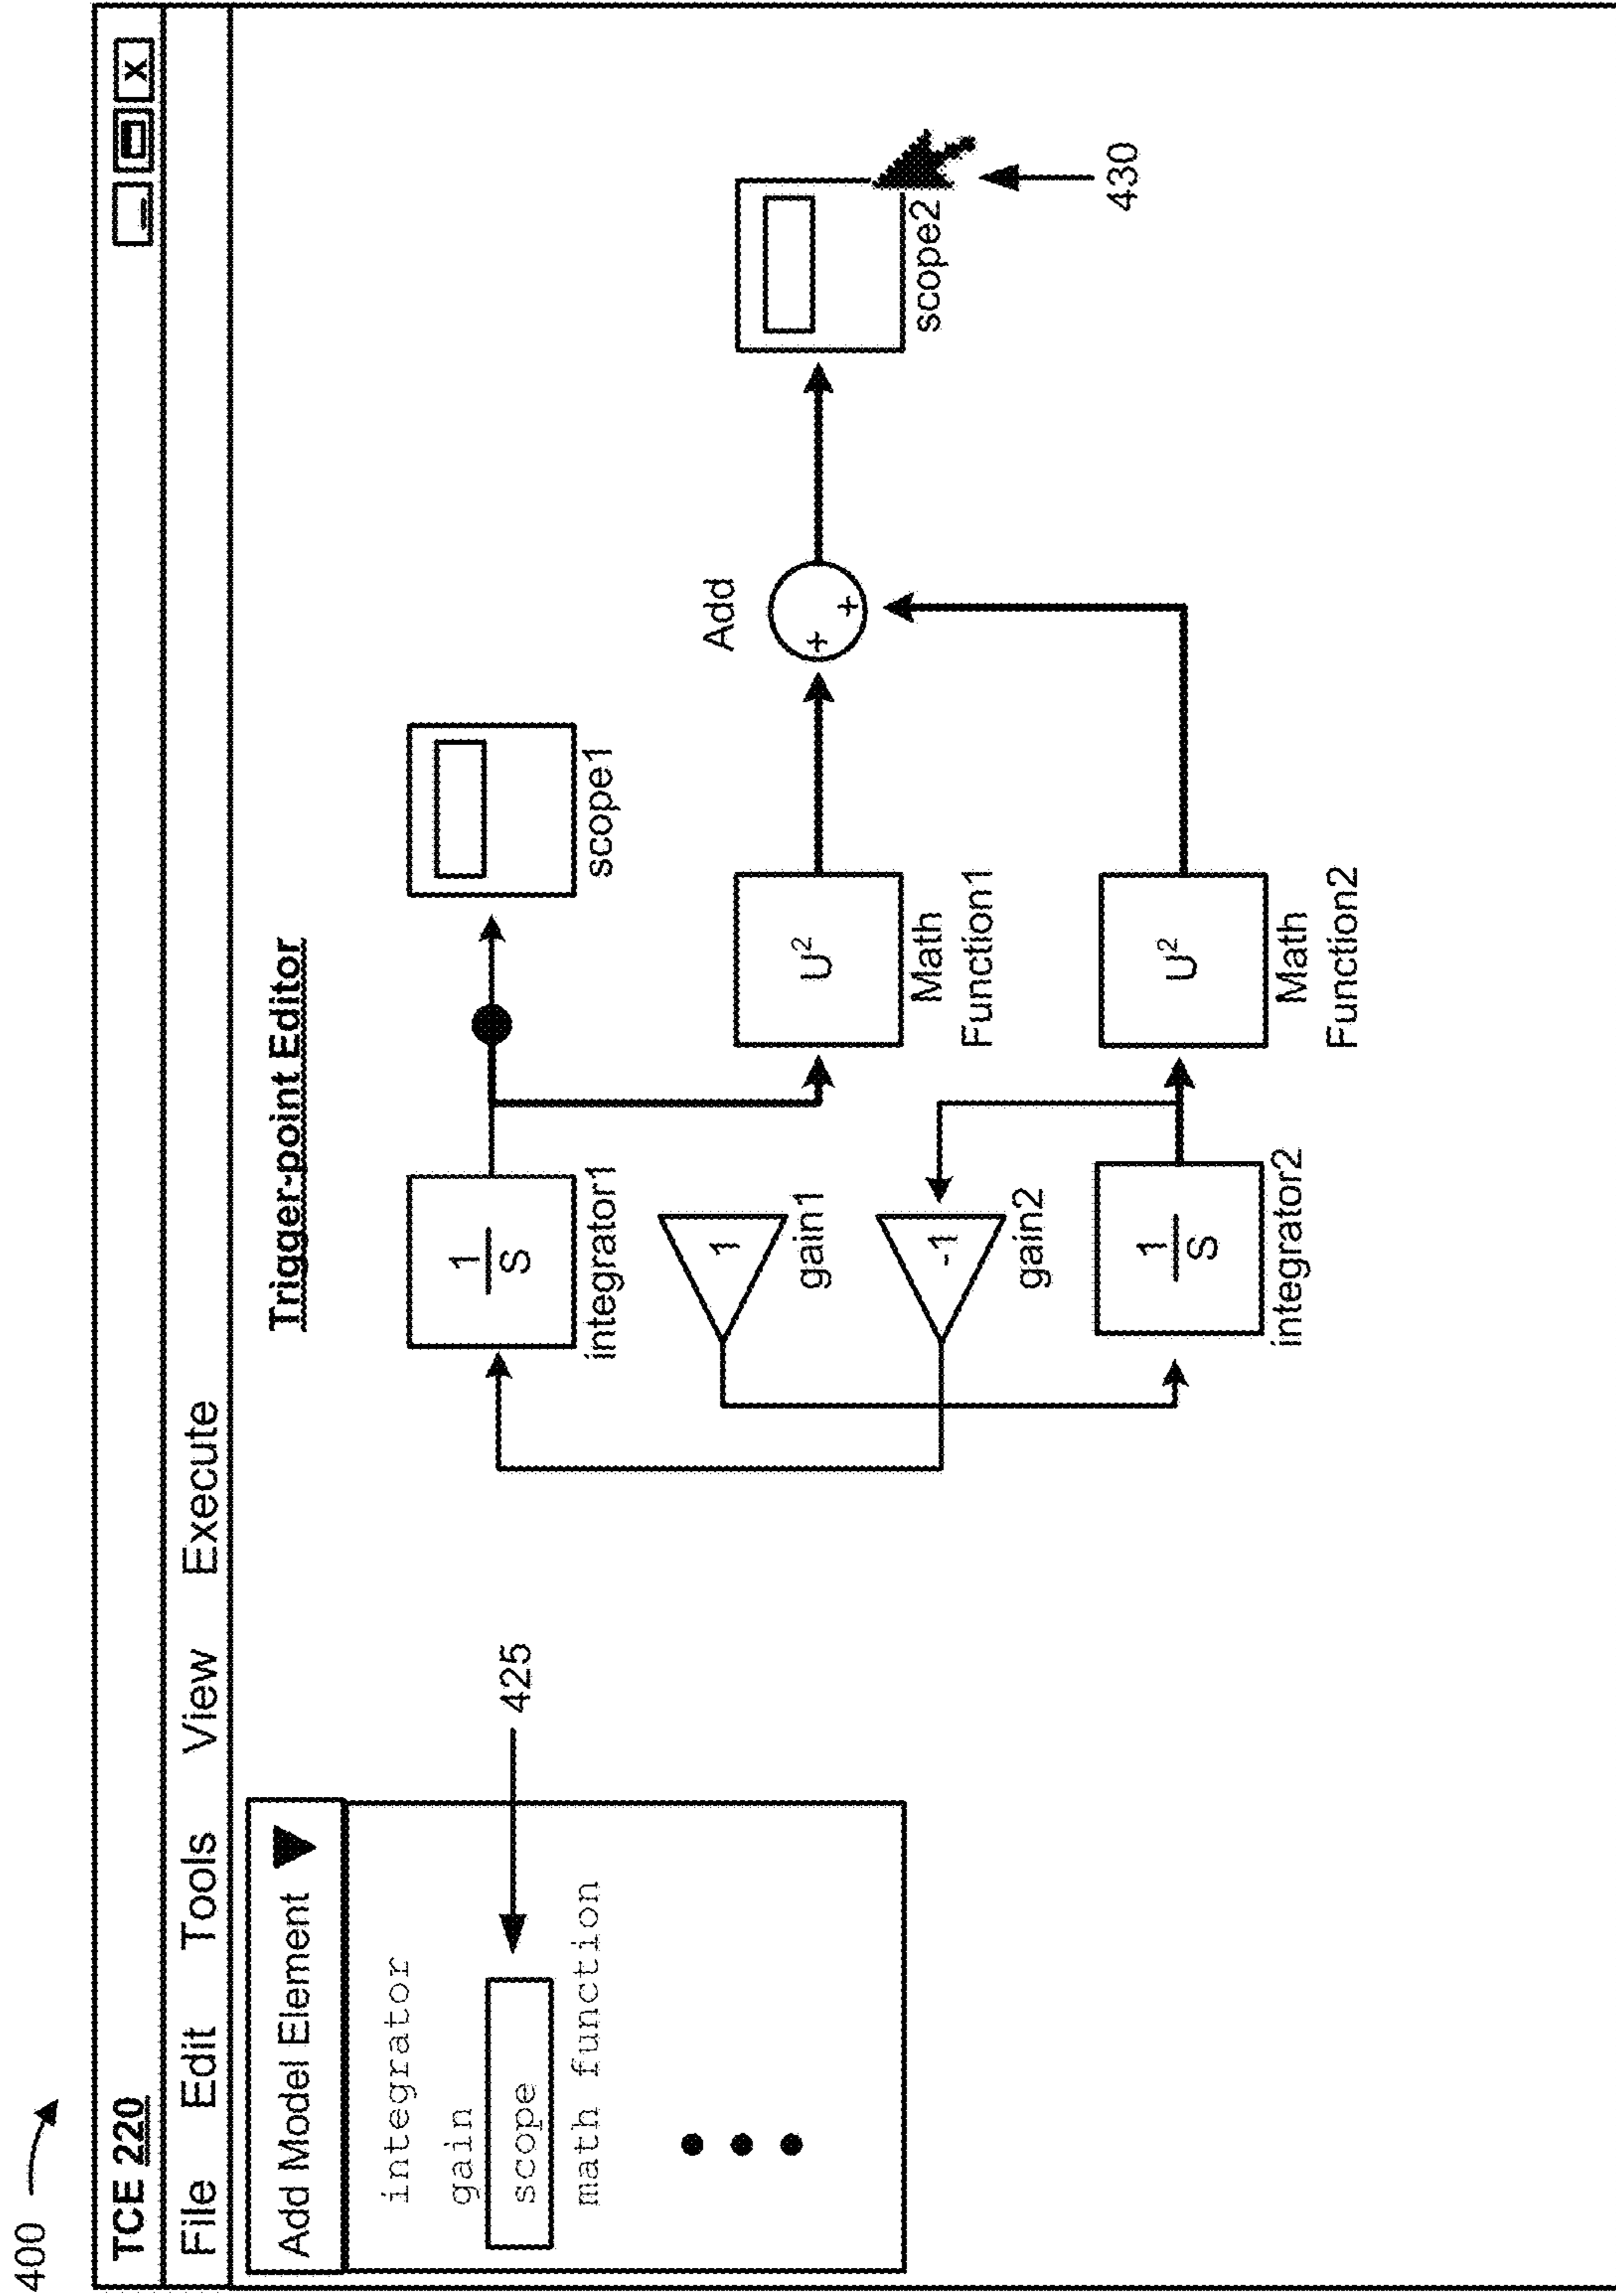 400
TCE 220
X
File Edit Tools View Execute
Add Model Element
integrator
gain
scope
math function
425
Trigger-point Editor
1
S
integrator1
scope1
1
gain1
-1
gain2
1
S
integrator2
U²
Math
Function1
U²
Math
Function2
Add
+
+
scope2
430